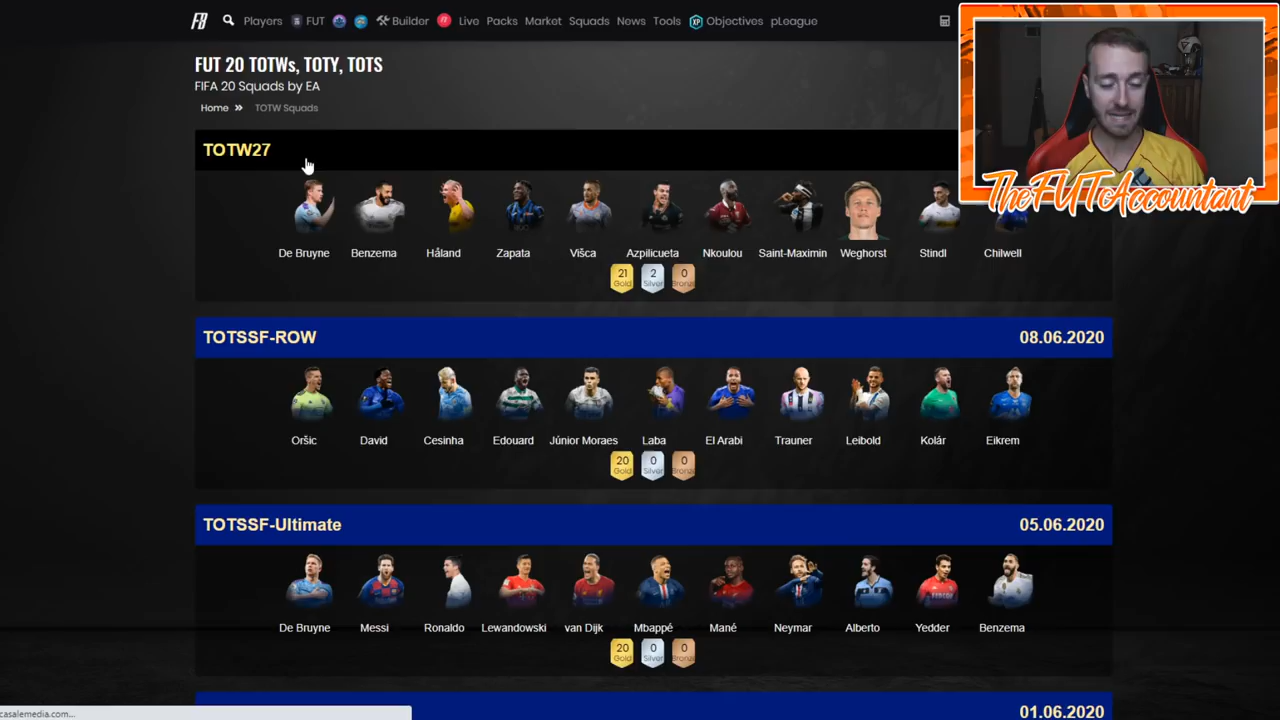 FB Players FUT Builder Live Packs Market Squads News Tools XP Objectives pLeague
FUT 20 TOTWs, TOTY, TOTS
FIFA 20 Squads by EA
Home » TOTW Squads
TheFUTAccountant
TOTW27
De Bruyne Benzema Håland Zapata Višca Azpilicueta Nkoulou Saint-Maximin Weghorst Stindl Chilwell
21 2 0
Gold Silver Bronze
TOTSSF-ROW 08.06.2020
Oršic David Cesinha Edouard Júnior Moraes Laba El Arabi Trauner Leibold Kolár Eikrem
20 0 0
Gold Silver Bronze
TOTSSF-Ultimate 05.06.2020
De Bruyne Messi Ronaldo Lewandowski van Dijk Mbappé Mané Neymar Alberto Yedder Benzema
20 0 0
Gold Silver Bronze
01.06.2020
casalemedia.com...